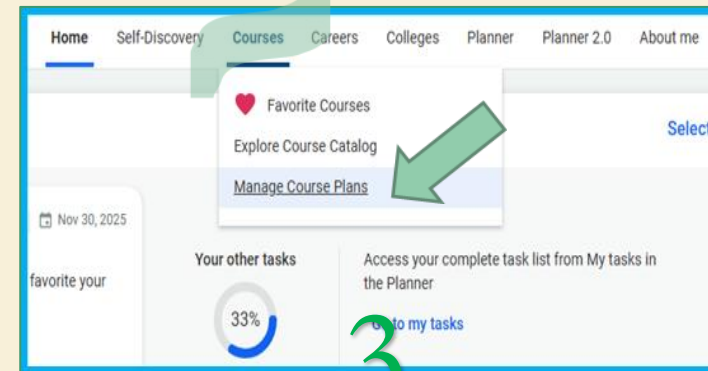 Home Self-Discovery Courses Careers Colleges Planner Planner 2.0 About me
Favorite Courses
Explore Course Catalog
Select
Manage Course Plans
Nov 30, 2025
favorite your
Your other tasks
33%
Access your complete task list from My tasks in
the Planner
to my tasks
3